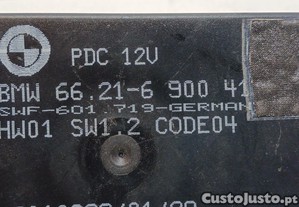 PDC 12V
BMW 66.21-6 900 41
SWF-601.719-GERMAN
HW01 SW1.2 CODE04
CustoJusto.pt